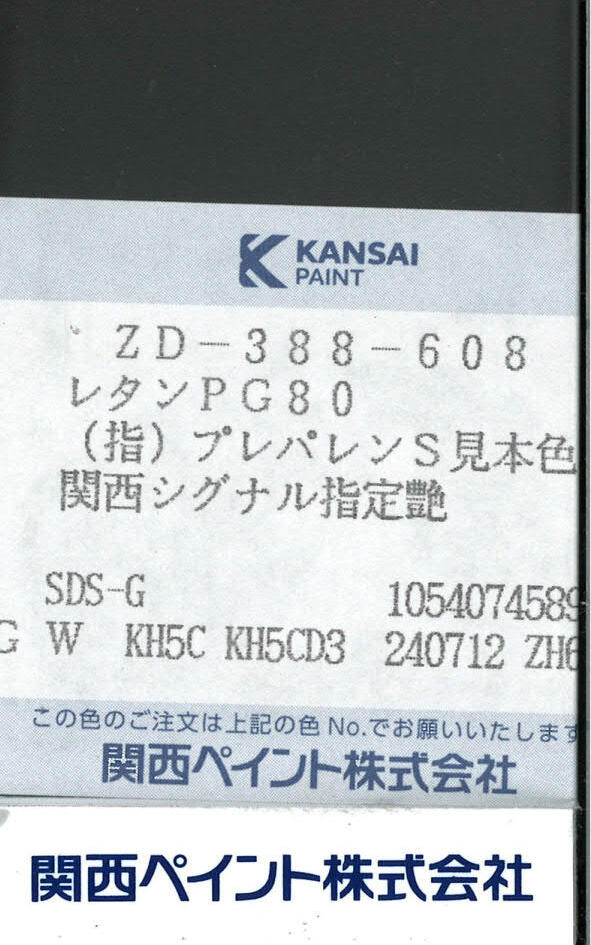 KANSAI
PAINT
ZD-388-608
レタンPG80
(指)プレパレンS見本色
関西シグナル指定艶
SDS-G 1054074589
G W KH5C KH5CD3 240712 ZH6
この色のご注文は上記の色No.でお願いいたします
関西ペイント株式会社
関西ペイント株式会社